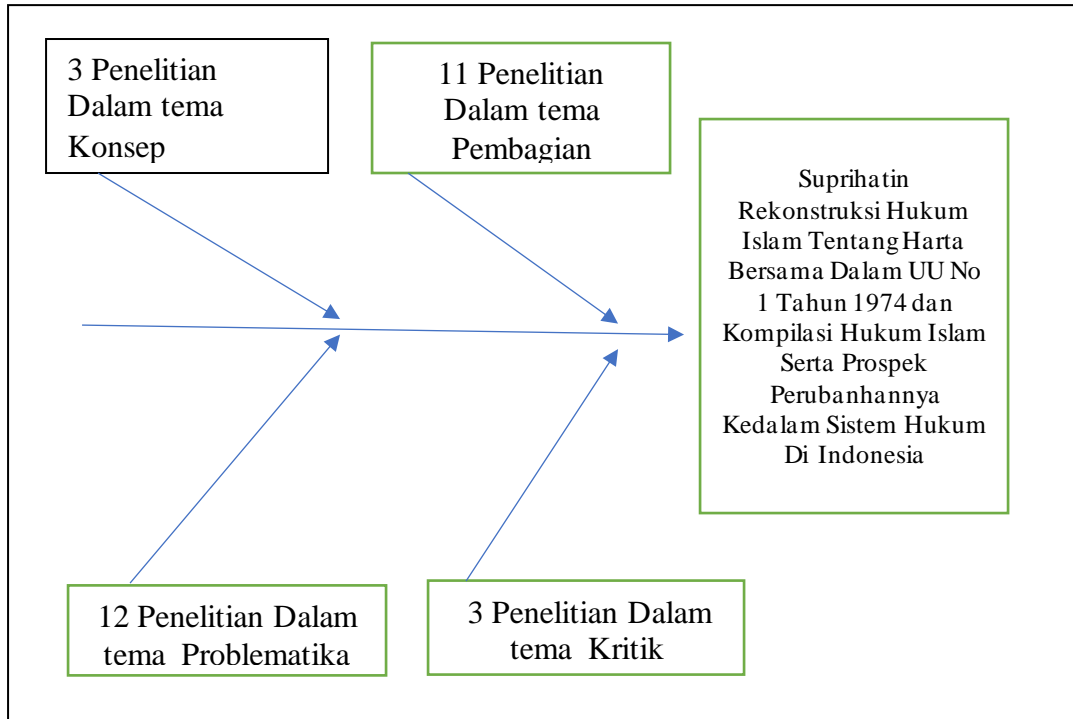 3 Penelitian
Dalam tema
Konsep
11 Penelitian
Dalam tema
Pembagian
Suprihatin
Rekonstruksi Hukum
Islam Tentang Harta
Bersama Dalam UU No
1 Tahun 1974 dan
Kompilasi Hukum Islam
Serta Prospek
Perubanhannya
Kedalam Sistem Hukum
Di Indonesia
12 Penelitian Dalam
tema Problematika
3 Penelitian Dalam
tema Kritik